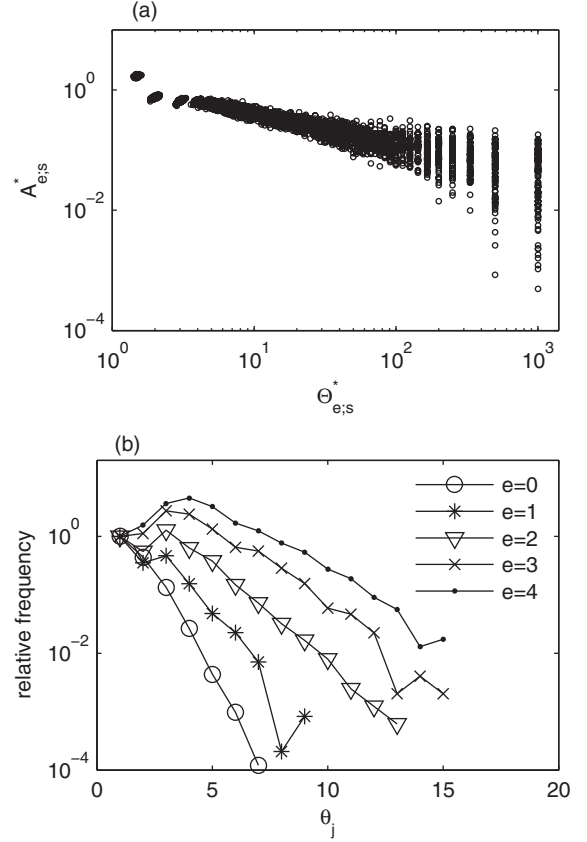 (a)
10^0
10^-2
10^-4
A*_{e;s}
10^0 10^1 10^2 10^3
Θ*_{e;s}
(b)
e=0
e=1
e=2
e=3
e=4
10^0
10^-2
10^-4
relative frequency
0 5 10 15 20
θ_j